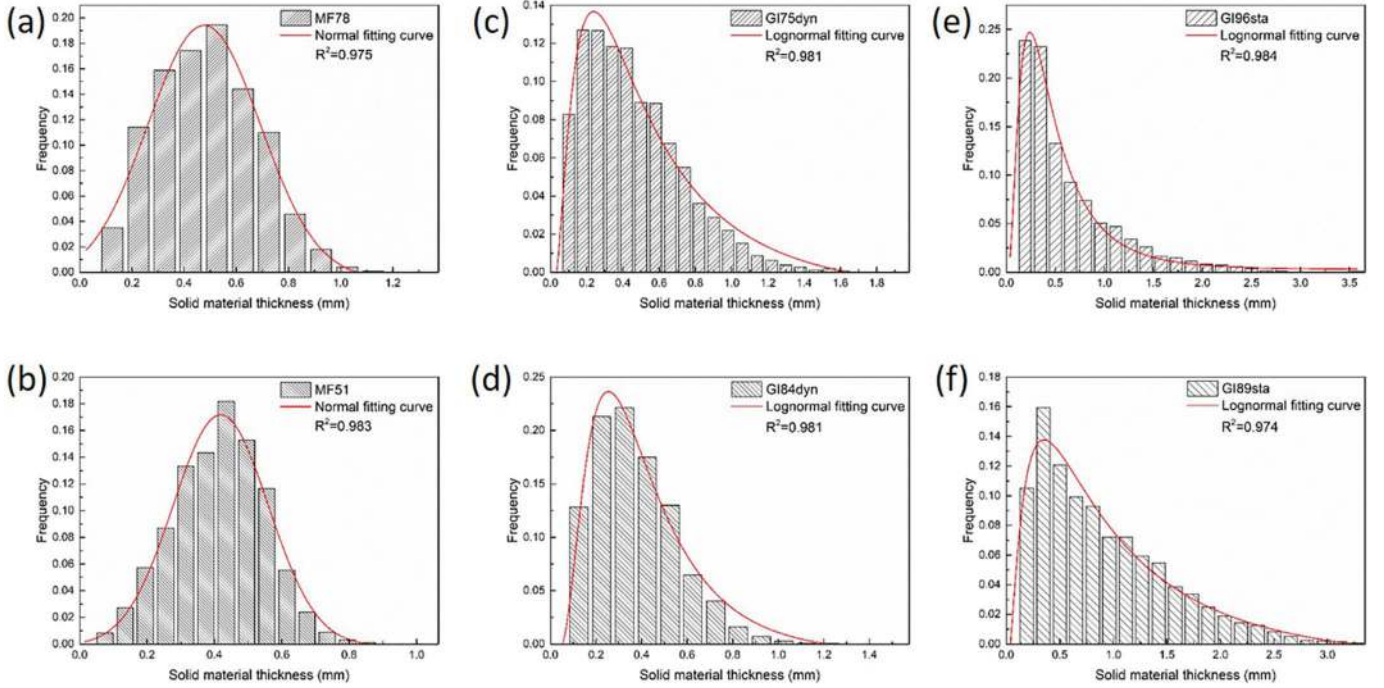 (a)
MF78
Normal fitting curve
R²=0.975
0.20
0.18
0.16
0.14
0.12
0.10
0.08
0.06
0.04
0.02
0.00
Frequency
0.2 0.4 0.6 0.8 1.0 1.2
Solid material thickness (mm)
(c)
GI75dyn
Lognormal fitting curve
R²=0.981
0.14
0.12
0.10
0.08
0.06
0.04
0.02
0.00
Frequency
0.0 0.2 0.4 0.6 0.8 1.0 1.2 1.4 1.6 1.8
Solid material thickness (mm)
(e)
GI96sta
Lognormal fitting curve
R²=0.984
0.25
0.20
0.15
0.10
0.05
0.00
Frequency
0.0 0.5 1.0 1.5 2.0 2.5 3.0 3.5
Solid material thickness (mm)
(b)
MF51
Normal fitting curve
R²=0.983
0.20
0.18
0.16
0.14
0.12
0.10
0.08
0.06
0.04
0.02
0.00
Frequency
0.0 0.2 0.4 0.6 0.8 1.0
Solid material thickness (mm)
(d)
GI84dyn
Lognormal fitting curve
R²=0.981
0.25
0.20
0.15
0.10
0.05
0.00
Frequency
0.0 0.2 0.4 0.6 0.8 1.0 1.2 1.4
Solid material thickness (mm)
(f)
GI89sta
Lognormal fitting curve
R²=0.974
0.18
0.16
0.14
0.12
0.10
0.08
0.06
0.04
0.02
0.00
Frequency
0.0 0.5 1.0 1.5 2.0 2.5 3.0
Solid material thickness (mm)